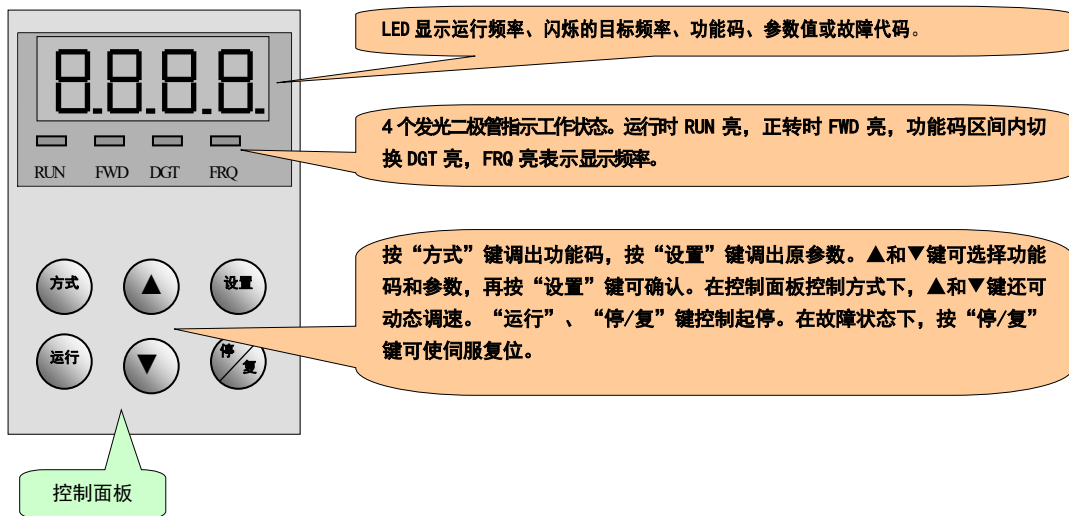 LED 显示运行频率、闪烁的目标频率、功能码、参数值或故障代码。
8.8.8.8.
4 个发光二极管指示工作状态。运行时 RUN 亮，正转时 FWD 亮，功能码区间内切
换 DGT 亮，FRQ 亮表示显示频率。
RUN FWD DGT FRQ
按“方式”键调出功能码，按“设置”键调出原参数。▲和▼键可选择功能
码和参数，再按“设置”键可确认。在控制面板控制方式下，▲和▼键还可
动态调速。“运行”、“停/复”键控制起停。在故障状态下，按“停/复”
键可使伺服复位。
方式 ▲ 设置
运行 ▼ 停/复
控制面板